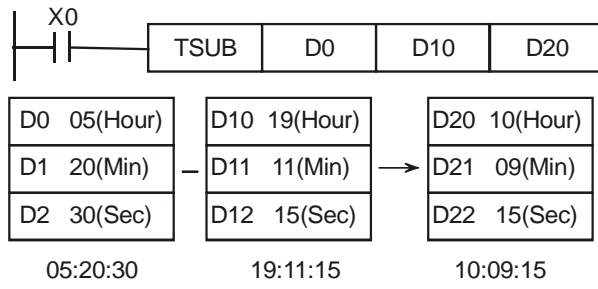 X0
TSUB D0 D10 D20
D0 05(Hour) D10 19(Hour) D20 10(Hour)
D1 20(Min) – D11 11(Min) → D21 09(Min)
D2 30(Sec) D12 15(Sec) D22 15(Sec)
05:20:30 19:11:15 10:09:15